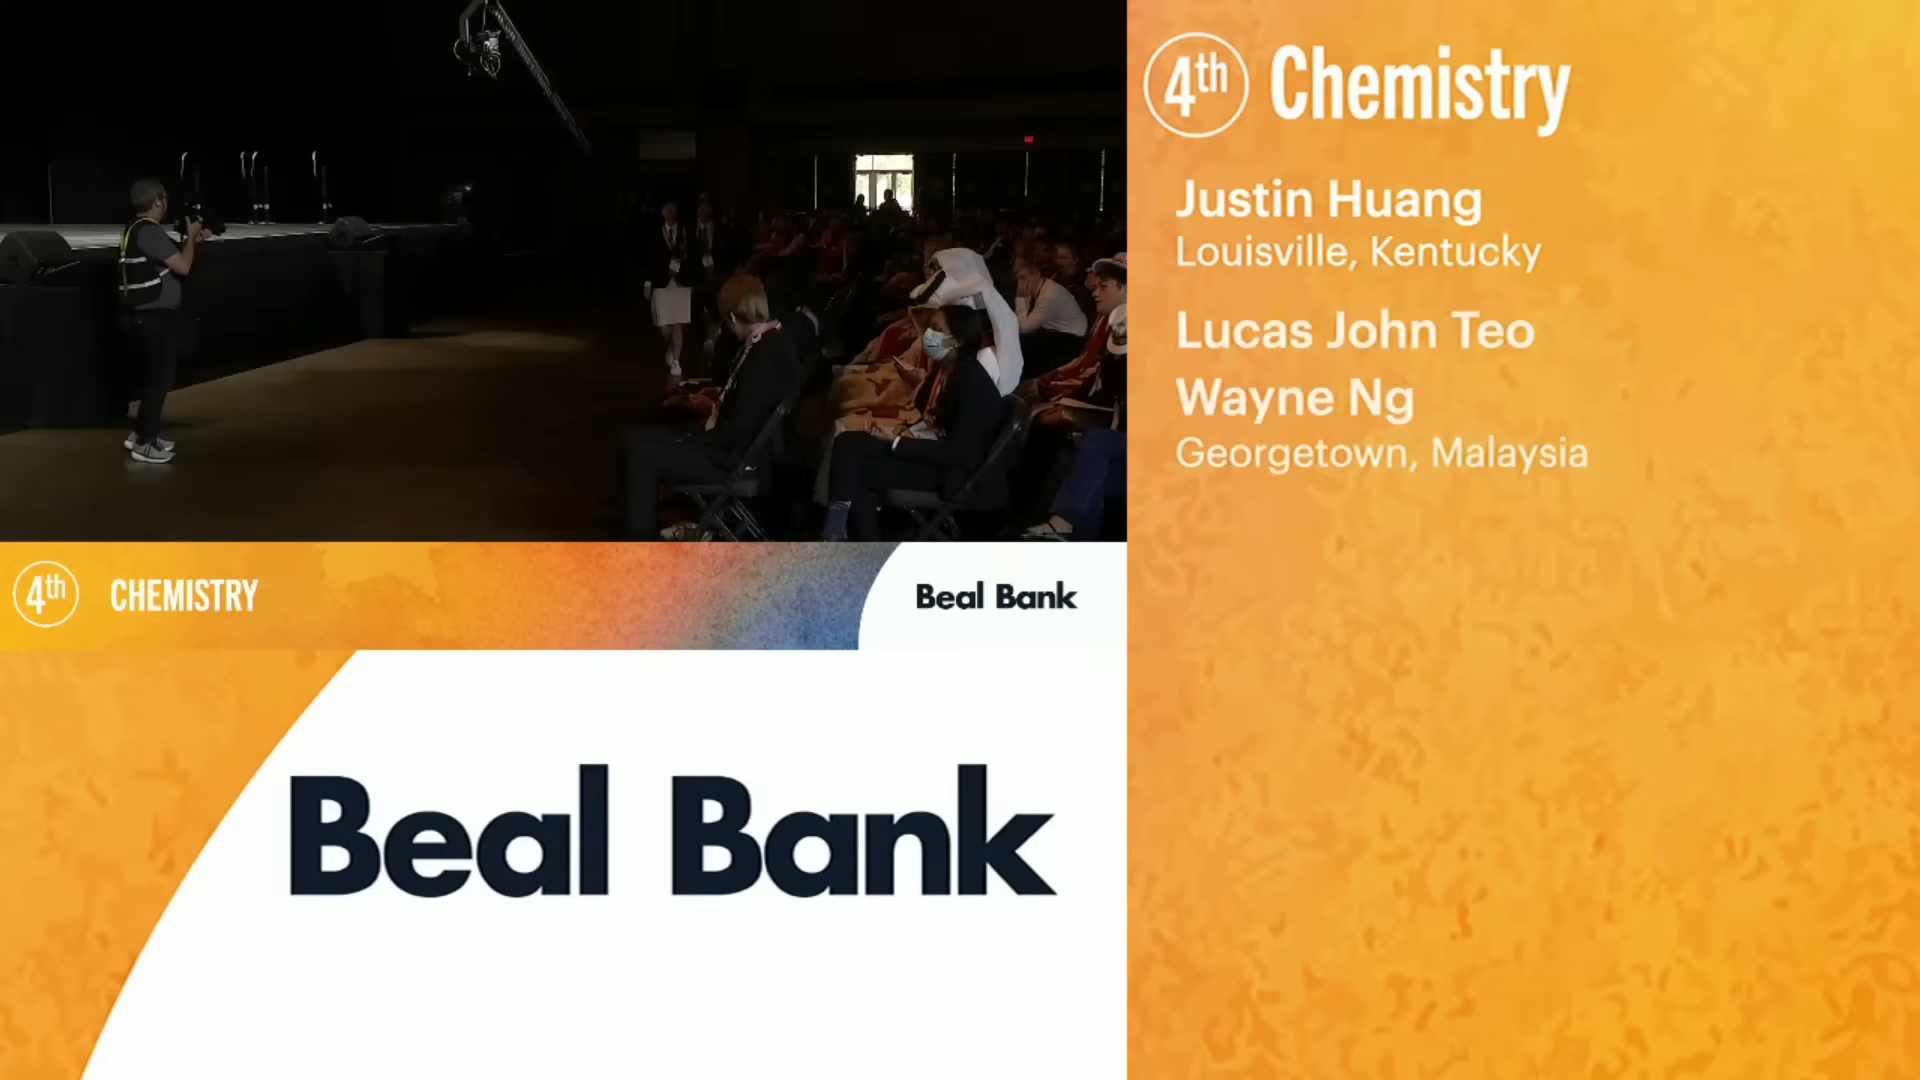 4th Chemistry
Justin Huang
Louisville, Kentucky
Lucas John Teo
Wayne Ng
Georgetown, Malaysia
4th CHEMISTRY
Beal Bank
Beal Bank